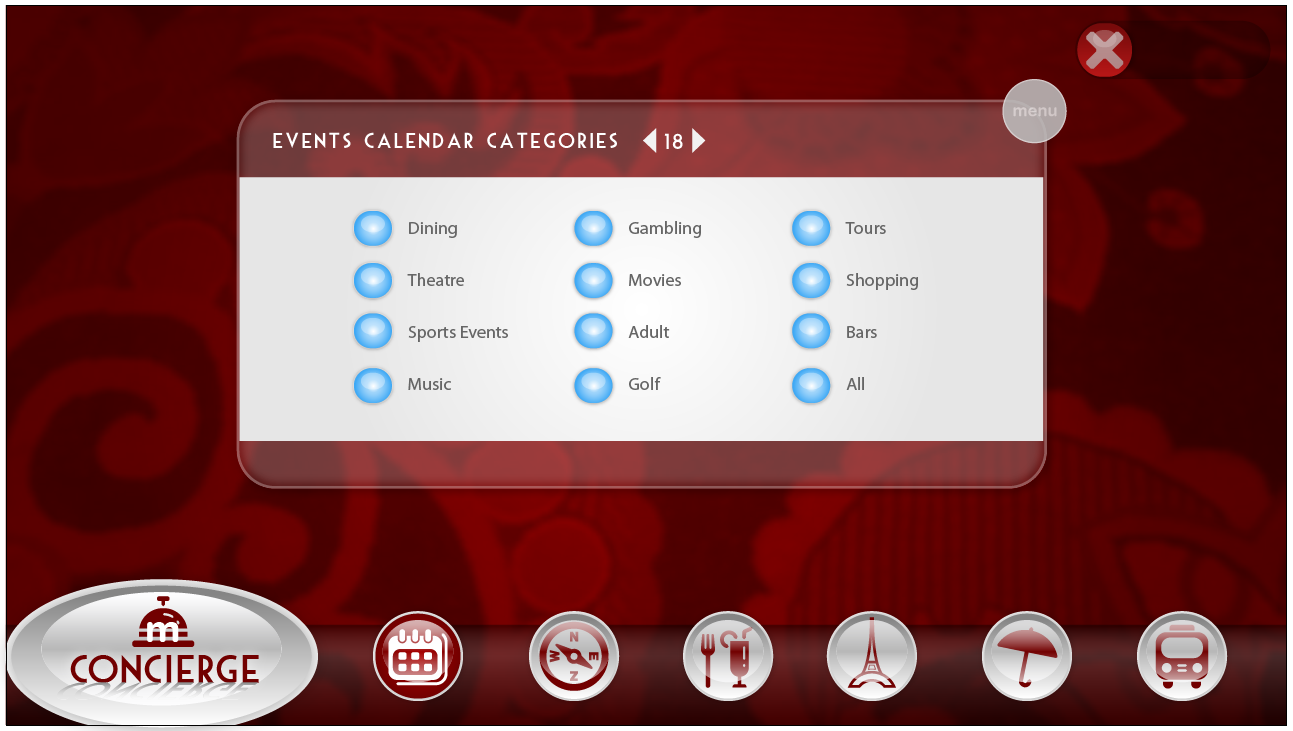 menu
EVENTS CALENDAR CATEGORIES 18
Dining Gambling Tours
Theatre Movies Shopping
Sports Events Adult Bars
Music Golf All
m
CONCIERGE
N
W E
S